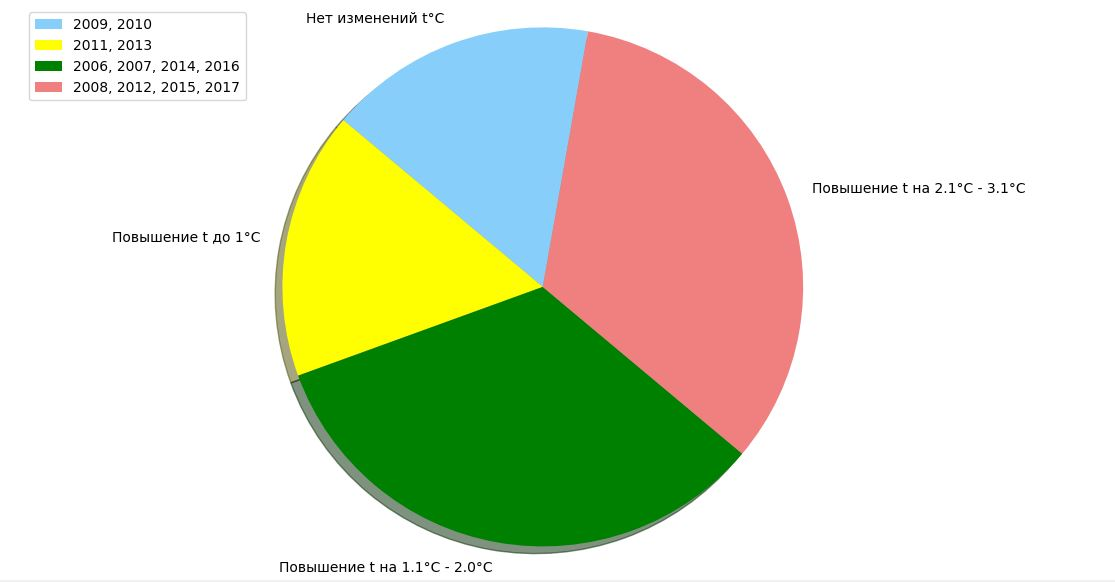 Нет изменений t°C
2009, 2010
2011, 2013
2006, 2007, 2014, 2016
2008, 2012, 2015, 2017
Повышение t на 2.1°C - 3.1°C
Повышение t до 1°C
Повышение t на 1.1°C - 2.0°C